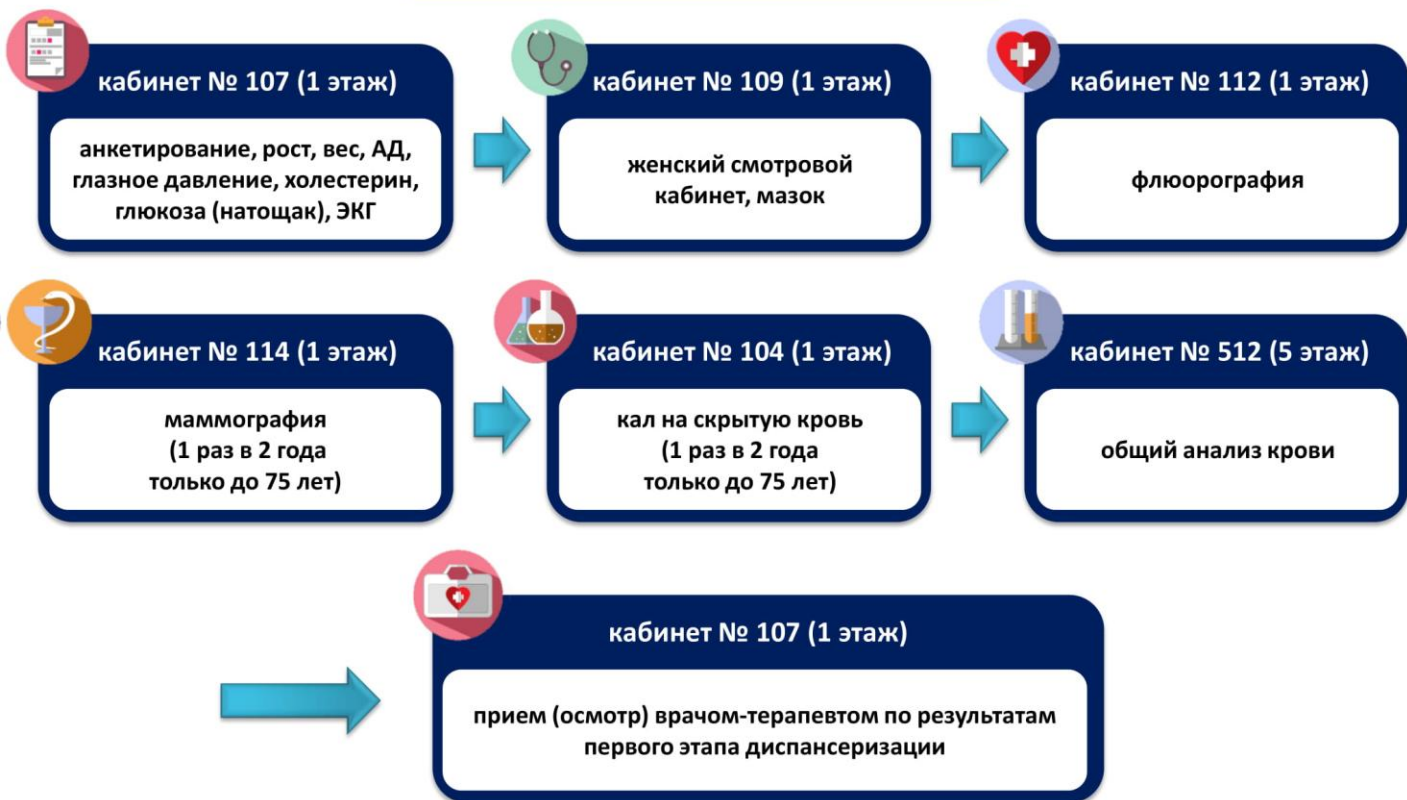 кабинет № 107 (1 этаж)
анкетирование, рост, вес, АД,
глазное давление, холестерин,
глюкоза (натощак), ЭКГ
кабинет № 109 (1 этаж)
женский смотровой
кабинет, мазок
кабинет № 112 (1 этаж)
флюорография
кабинет № 114 (1 этаж)
маммография
(1 раз в 2 года
только до 75 лет)
кабинет № 104 (1 этаж)
кал на скрытую кровь
(1 раз в 2 года
только до 75 лет)
кабинет № 512 (5 этаж)
общий анализ крови
кабинет № 107 (1 этаж)
прием (осмотр) врачом-терапевтом по результатам
первого этапа диспансеризации